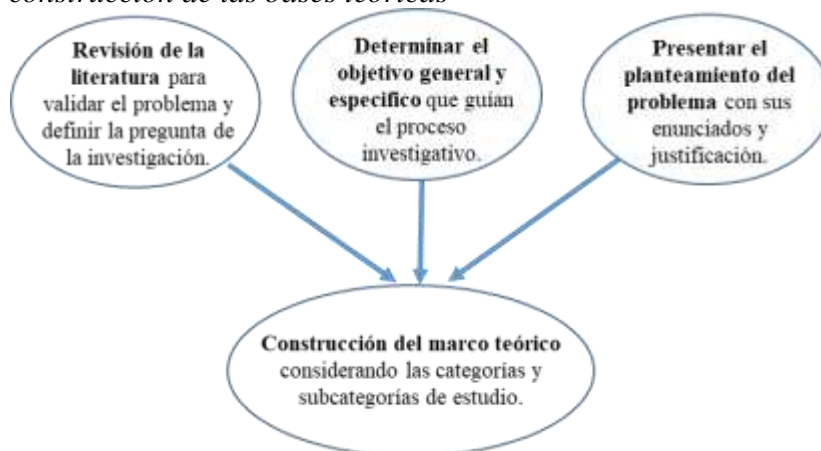 construcción de las bases teóricas
Revisión de la
literatura para
validar el problema y
definir la pregunta de
la investigación.
Determinar el
objetivo general y
especifico que guían
el proceso
investigativo.
Presentar el
planteamiento del
problema con sus
enunciados y
justificación.
Construcción del marco teórico
considerando las categorías y
subcategorías de estudio.